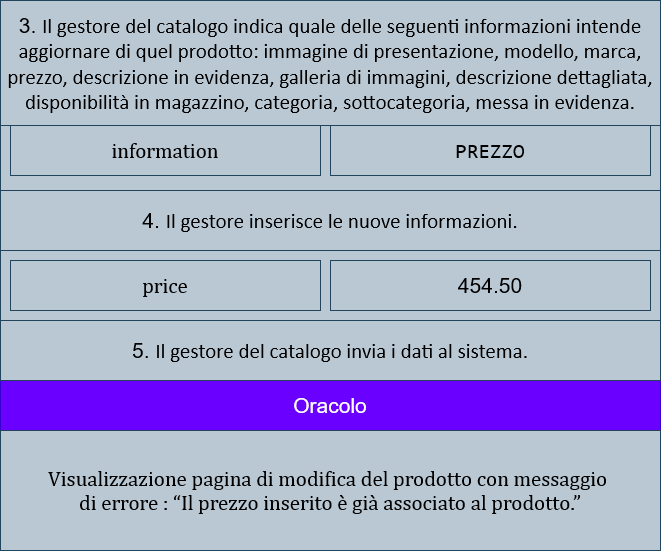 3. Il gestore del catalogo indica quale delle seguenti informazioni intende
aggiornare di quel prodotto: immagine di presentazione, modello, marca,
prezzo, descrizione in evidenza, galleria di immagini, descrizione dettagliata,
disponibilità in magazzino, categoria, sottocategoria, messa in evidenza.
information PREZZO
4. Il gestore inserisce le nuove informazioni.
price 454.50
5. Il gestore del catalogo invia i dati al sistema.
Oracolo
Visualizzazione pagina di modifica del prodotto con messaggio
di errore : “Il prezzo inserito è già associato al prodotto.”